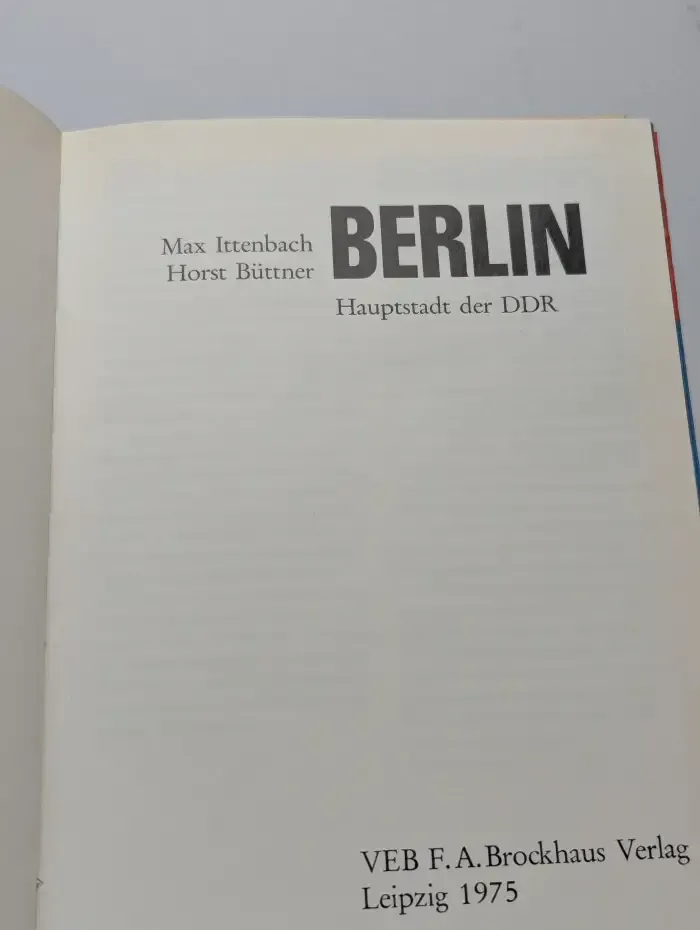 Max Ittenbach
Horst Büttner
BERLIN
Hauptstadt der DDR
VEB F.A.Brockhaus Verlag
Leipzig 1975